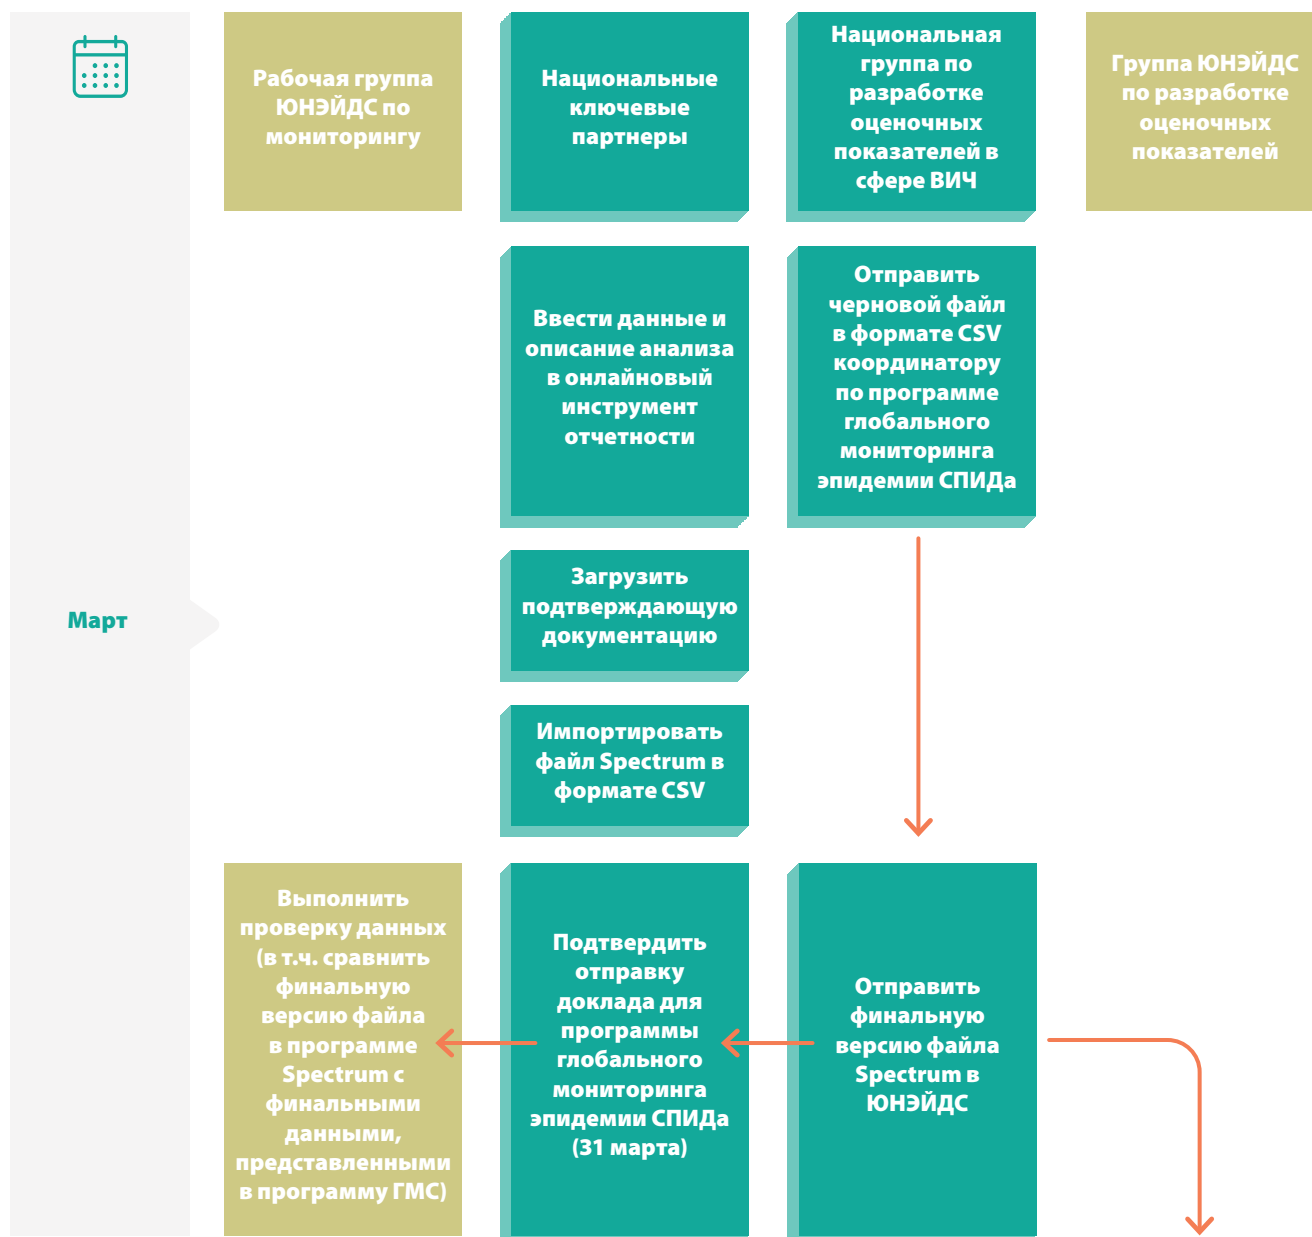 Рабочая группа
ЮНЭЙДС по
мониторингу
Национальные
ключевые
партнеры
Национальная
группа по
разработке
оценочных
показателей в
сфере ВИЧ
Группа ЮНЭЙДС
по разработке
оценочных
показателей
Март
Ввести данные и
описание анализа
в онлайновый
инструмент
отчетности
Отправить
черновой файл
в формате CSV
координатору
по программе
глобального
мониторинга
эпидемии СПИДа
Загрузить
подтверждающую
документацию
Импортировать
файл Spectrum в
формате CSV
Выполнить
проверку данных
(в т.ч. сравнить
финальную
версию файла
в программе
Spectrum с
финальными
данными,
представленными
в программу ГМС)
Подтвердить
отправку
доклада для
программы
глобального
мониторинга
эпидемии СПИДа
(31 марта)
Отправить
финальную
версию файла
Spectrum в
ЮНЭЙДС